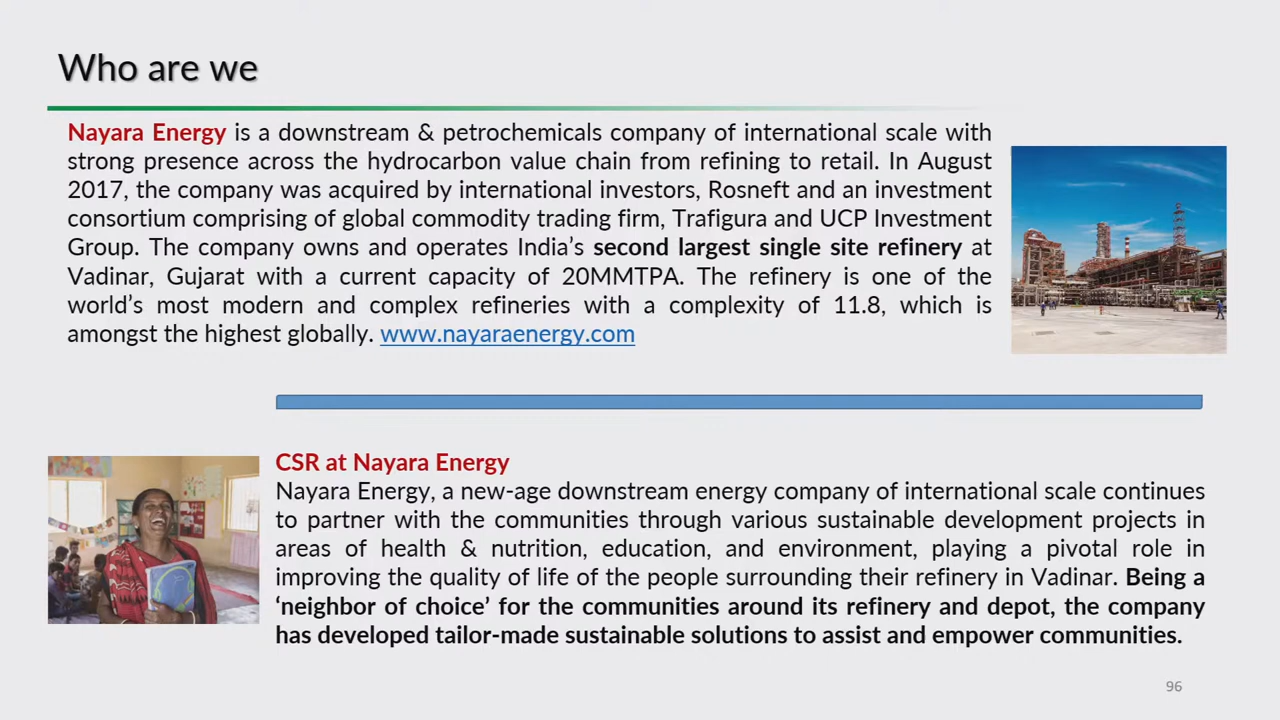 Who are we
Nayara Energy is a downstream & petrochemicals company of international scale with
strong presence across the hydrocarbon value chain from refining to retail. In August
2017, the company was acquired by international investors, Rosneft and an investment
consortium comprising of global commodity trading firm, Trafigura and UCP Investment
Group. The company owns and operates India’s second largest single site refinery at
Vadinar, Gujarat with a current capacity of 20MMTPA. The refinery is one of the
world’s most modern and complex refineries with a complexity of 11.8, which is
amongst the highest globally. www.nayaraenergy.com
CSR at Nayara Energy
Nayara Energy, a new-age downstream energy company of international scale continues
to partner with the communities through various sustainable development projects in
areas of health & nutrition, education, and environment, playing a pivotal role in
improving the quality of life of the people surrounding their refinery in Vadinar. Being a
‘neighbor of choice’ for the communities around its refinery and depot, the company
has developed tailor-made sustainable solutions to assist and empower communities.
96